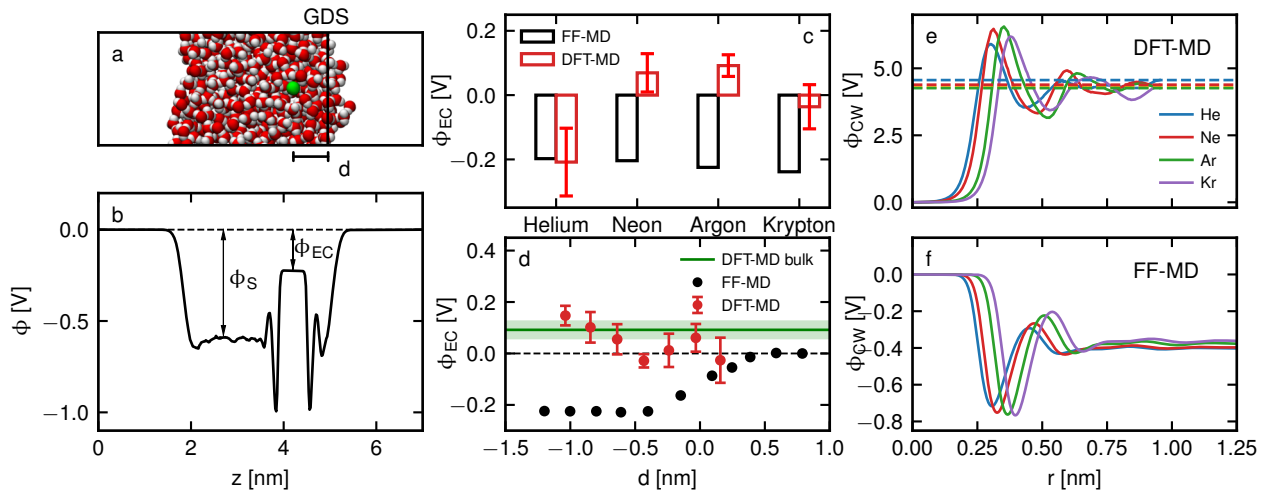 GDS
a
d
b
0.0
−0.5
−1.0
ϕ [V]
ϕS
ϕEC
0
2
4
6
z [nm]
c
FF-MD
DFT-MD
0.2
0.0
−0.2
ϕEC [V]
Helium Neon Argon Krypton
d
DFT-MD bulk
FF-MD
DFT-MD
0.4
0.2
0.0
−0.2
ϕEC [V]
−1.5 −1.0 −0.5 0.0 0.5 1.0
d [nm]
e
DFT-MD
5.0
2.5
0.0
ϕCW [V]
He
Ne
Ar
Kr
f
FF-MD
−0.0
−0.2
−0.4
−0.6
−0.8
ϕCW [V]
0.00 0.25 0.50 0.75 1.00 1.25
r [nm]